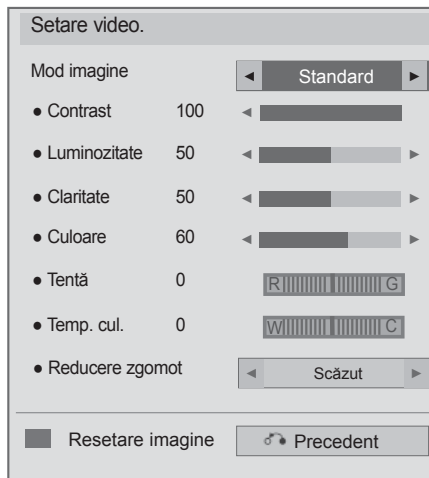 Setare video.
Mod imagine ◄ Standard ►
● Contrast 100 ◄
● Luminozitate 50 ◄ ►
● Claritate 50 ◄ ►
● Culoare 60 ◄ ►
● Tentă 0 R G
● Temp. cul. 0 W C
● Reducere zgomot ◄ Scăzut ►
Resetare imagine Precedent